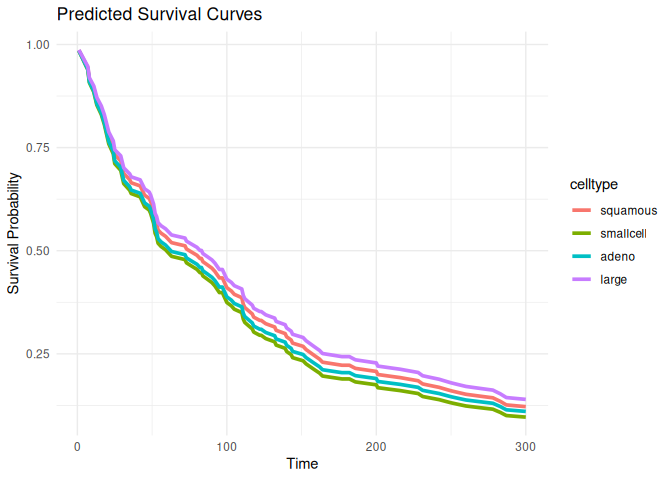 Predicted Survival Curves
1.00
0.75
0.50
0.25
Survival Probability
0
100
200
300
Time
celltype
squamous
smallcell
adeno
large